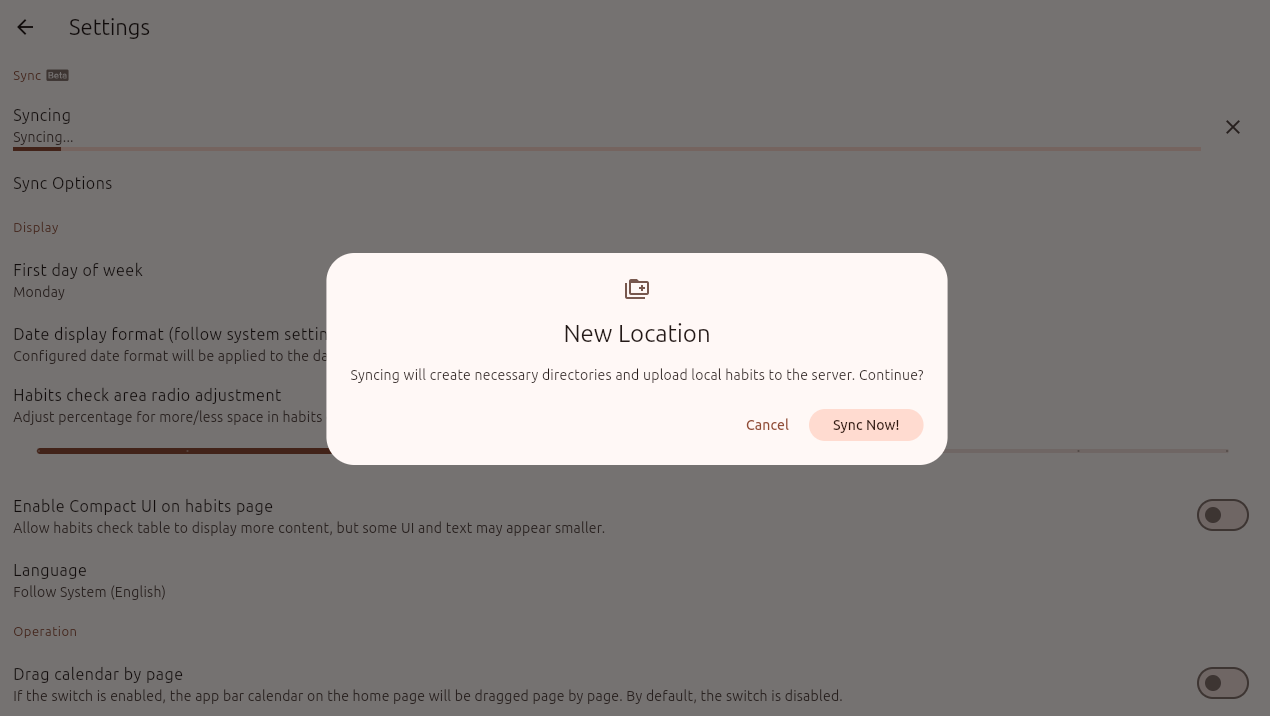 Settings
Sync Beta
Syncing
Syncing...
Sync Options
Display
First day of week
Monday
Date display format (follow system settin
Configured date format will be applied to the da
Habits check area radio adjustment
Adjust percentage for more/less space in habits
New Location
Syncing will create necessary directories and upload local habits to the server. Continue?
Cancel
Sync Now!
Enable Compact UI on habits page
Allow habits check table to display more content, but some UI and text may appear smaller.
Language
Follow System (English)
Operation
Drag calendar by page
If the switch is enabled, the app bar calendar on the home page will be dragged page by page. By default, the switch is disabled.